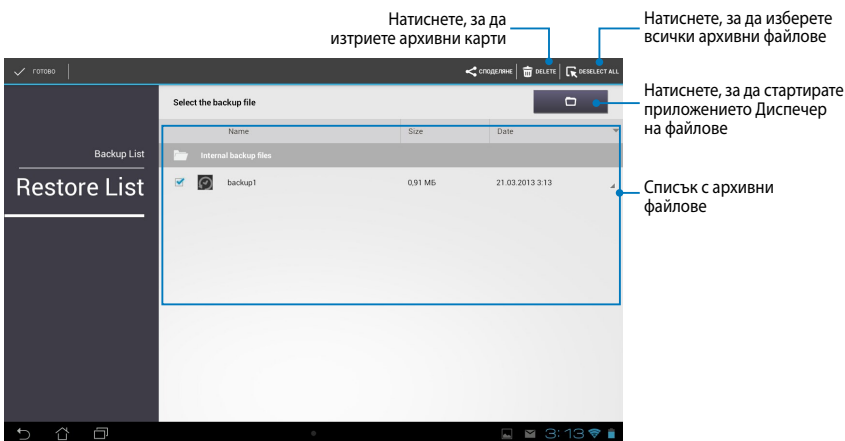 Натиснете, за да
изтриете архивни карти
Натиснете, за да изберете
всички архивни файлове
ГОТОВО
СПОДЕЛЯНЕ
DELETE
DESELECT ALL
Select the backup file
Натиснете, за да стартирате
приложението Диспечер
на файлове
Name Size Date
Backup List
Internal backup files
Restore List
backup1 0,91 МБ 21.03.2013 3:13
Списък с архивни
файлове
3:13